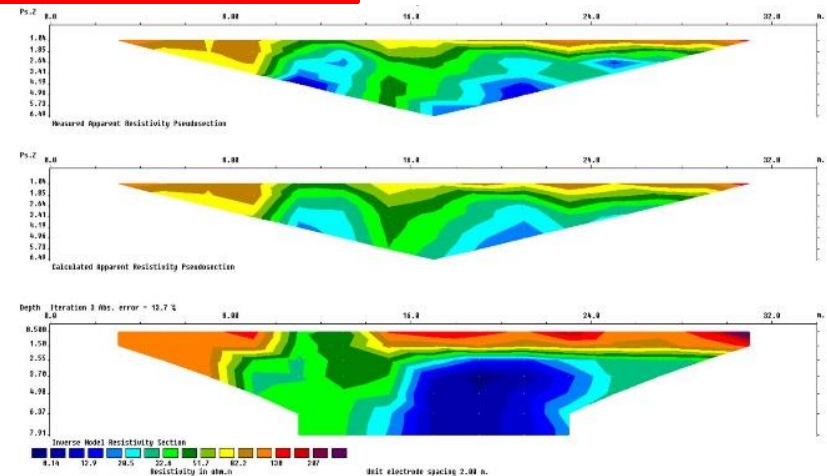 Ps.Z 0.0 8.00 16.0 24.0 32.0 m.
1.04
1.85
2.64
3.41
4.19
4.96
5.73
6.49
Measured Apparent Resistivity Pseudosection
Ps.Z 0.0 8.00 16.0 24.0 32.0 m.
1.04
1.85
2.64
3.41
4.19
4.96
5.73
6.49
Calculated Apparent Resistivity Pseudosection
Depth Iteration 3 Abs. error = 13.7 %
0.0 8.00 16.0 24.0 32.0 m.
0.500
1.50
2.55
3.70
4.98
6.37
7.91
Inverse Model Resistivity Section
8.14 12.9 20.5 32.6 51.7 82.2 130 207
Resistivity in ohm.m Unit electrode spacing 2.00 m.